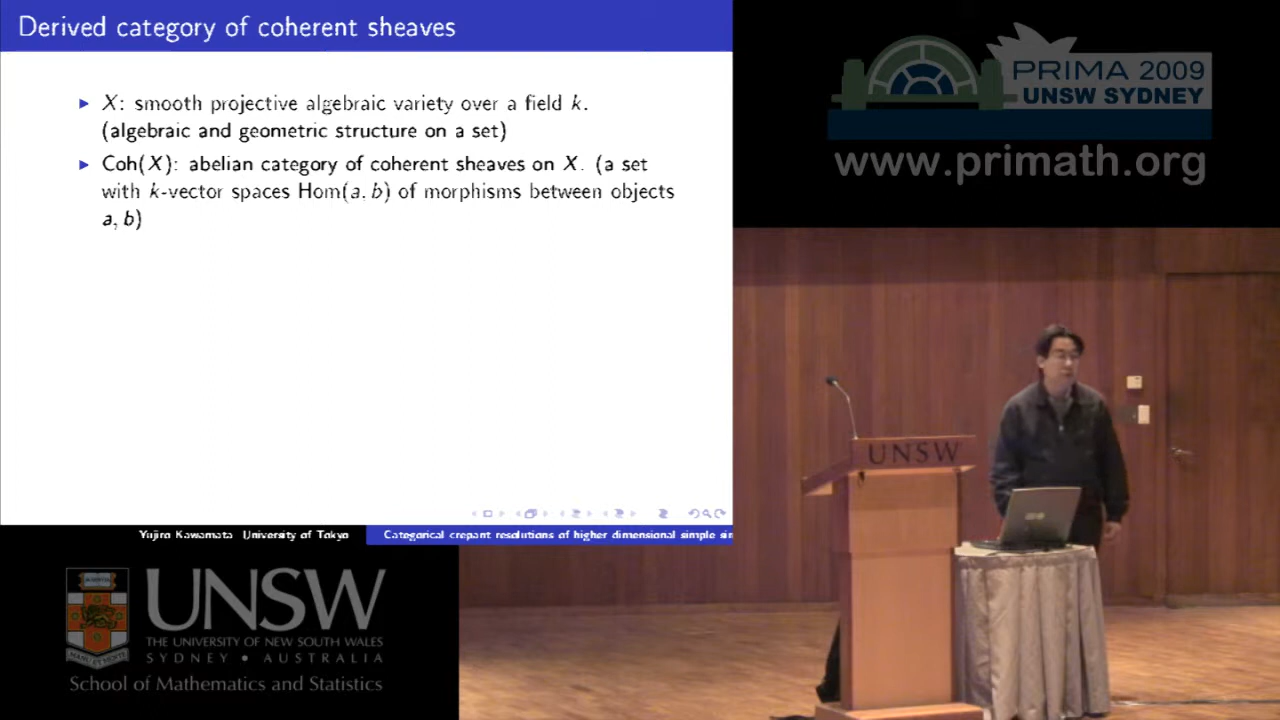 Derived category of coherent sheaves
▶ X: smooth projective algebraic variety over a field k.
(algebraic and geometric structure on a set)
▶ Coh(X): abelian category of coherent sheaves on X. (a set
with k-vector spaces Hom(a, b) of morphisms between objects
a, b)
Yujiro Kawamata University of Tokyo
Categorical crepant resolutions of higher dimensional simple
PRIMA 2009
UNSW SYDNEY
www.primath.org
UNSW
UNSW
THE UNIVERSITY OF NEW SOUTH WALES
SYDNEY • AUSTRALIA
School of Mathematics and Statistics